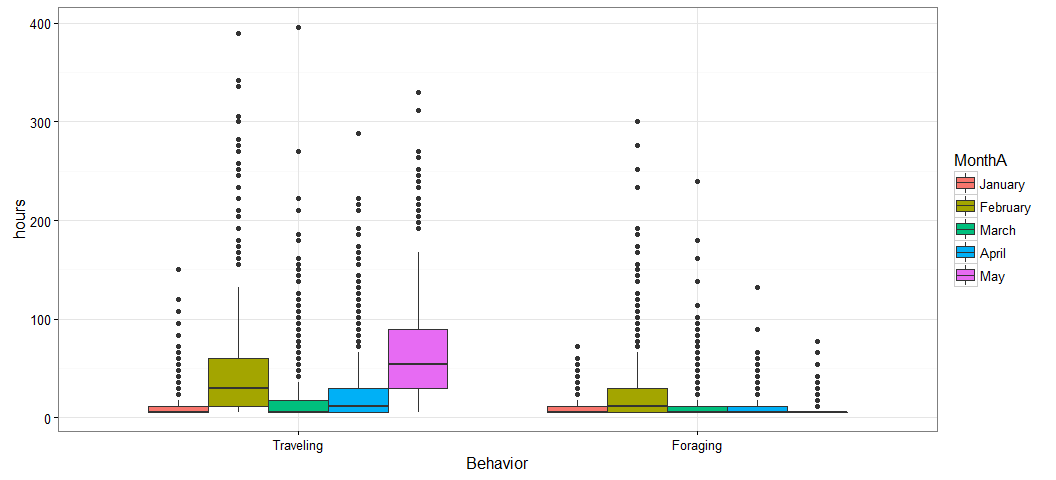 400
300
200
100
0
hours
Traveling
Foraging
Behavior
MonthA
January
February
March
April
May